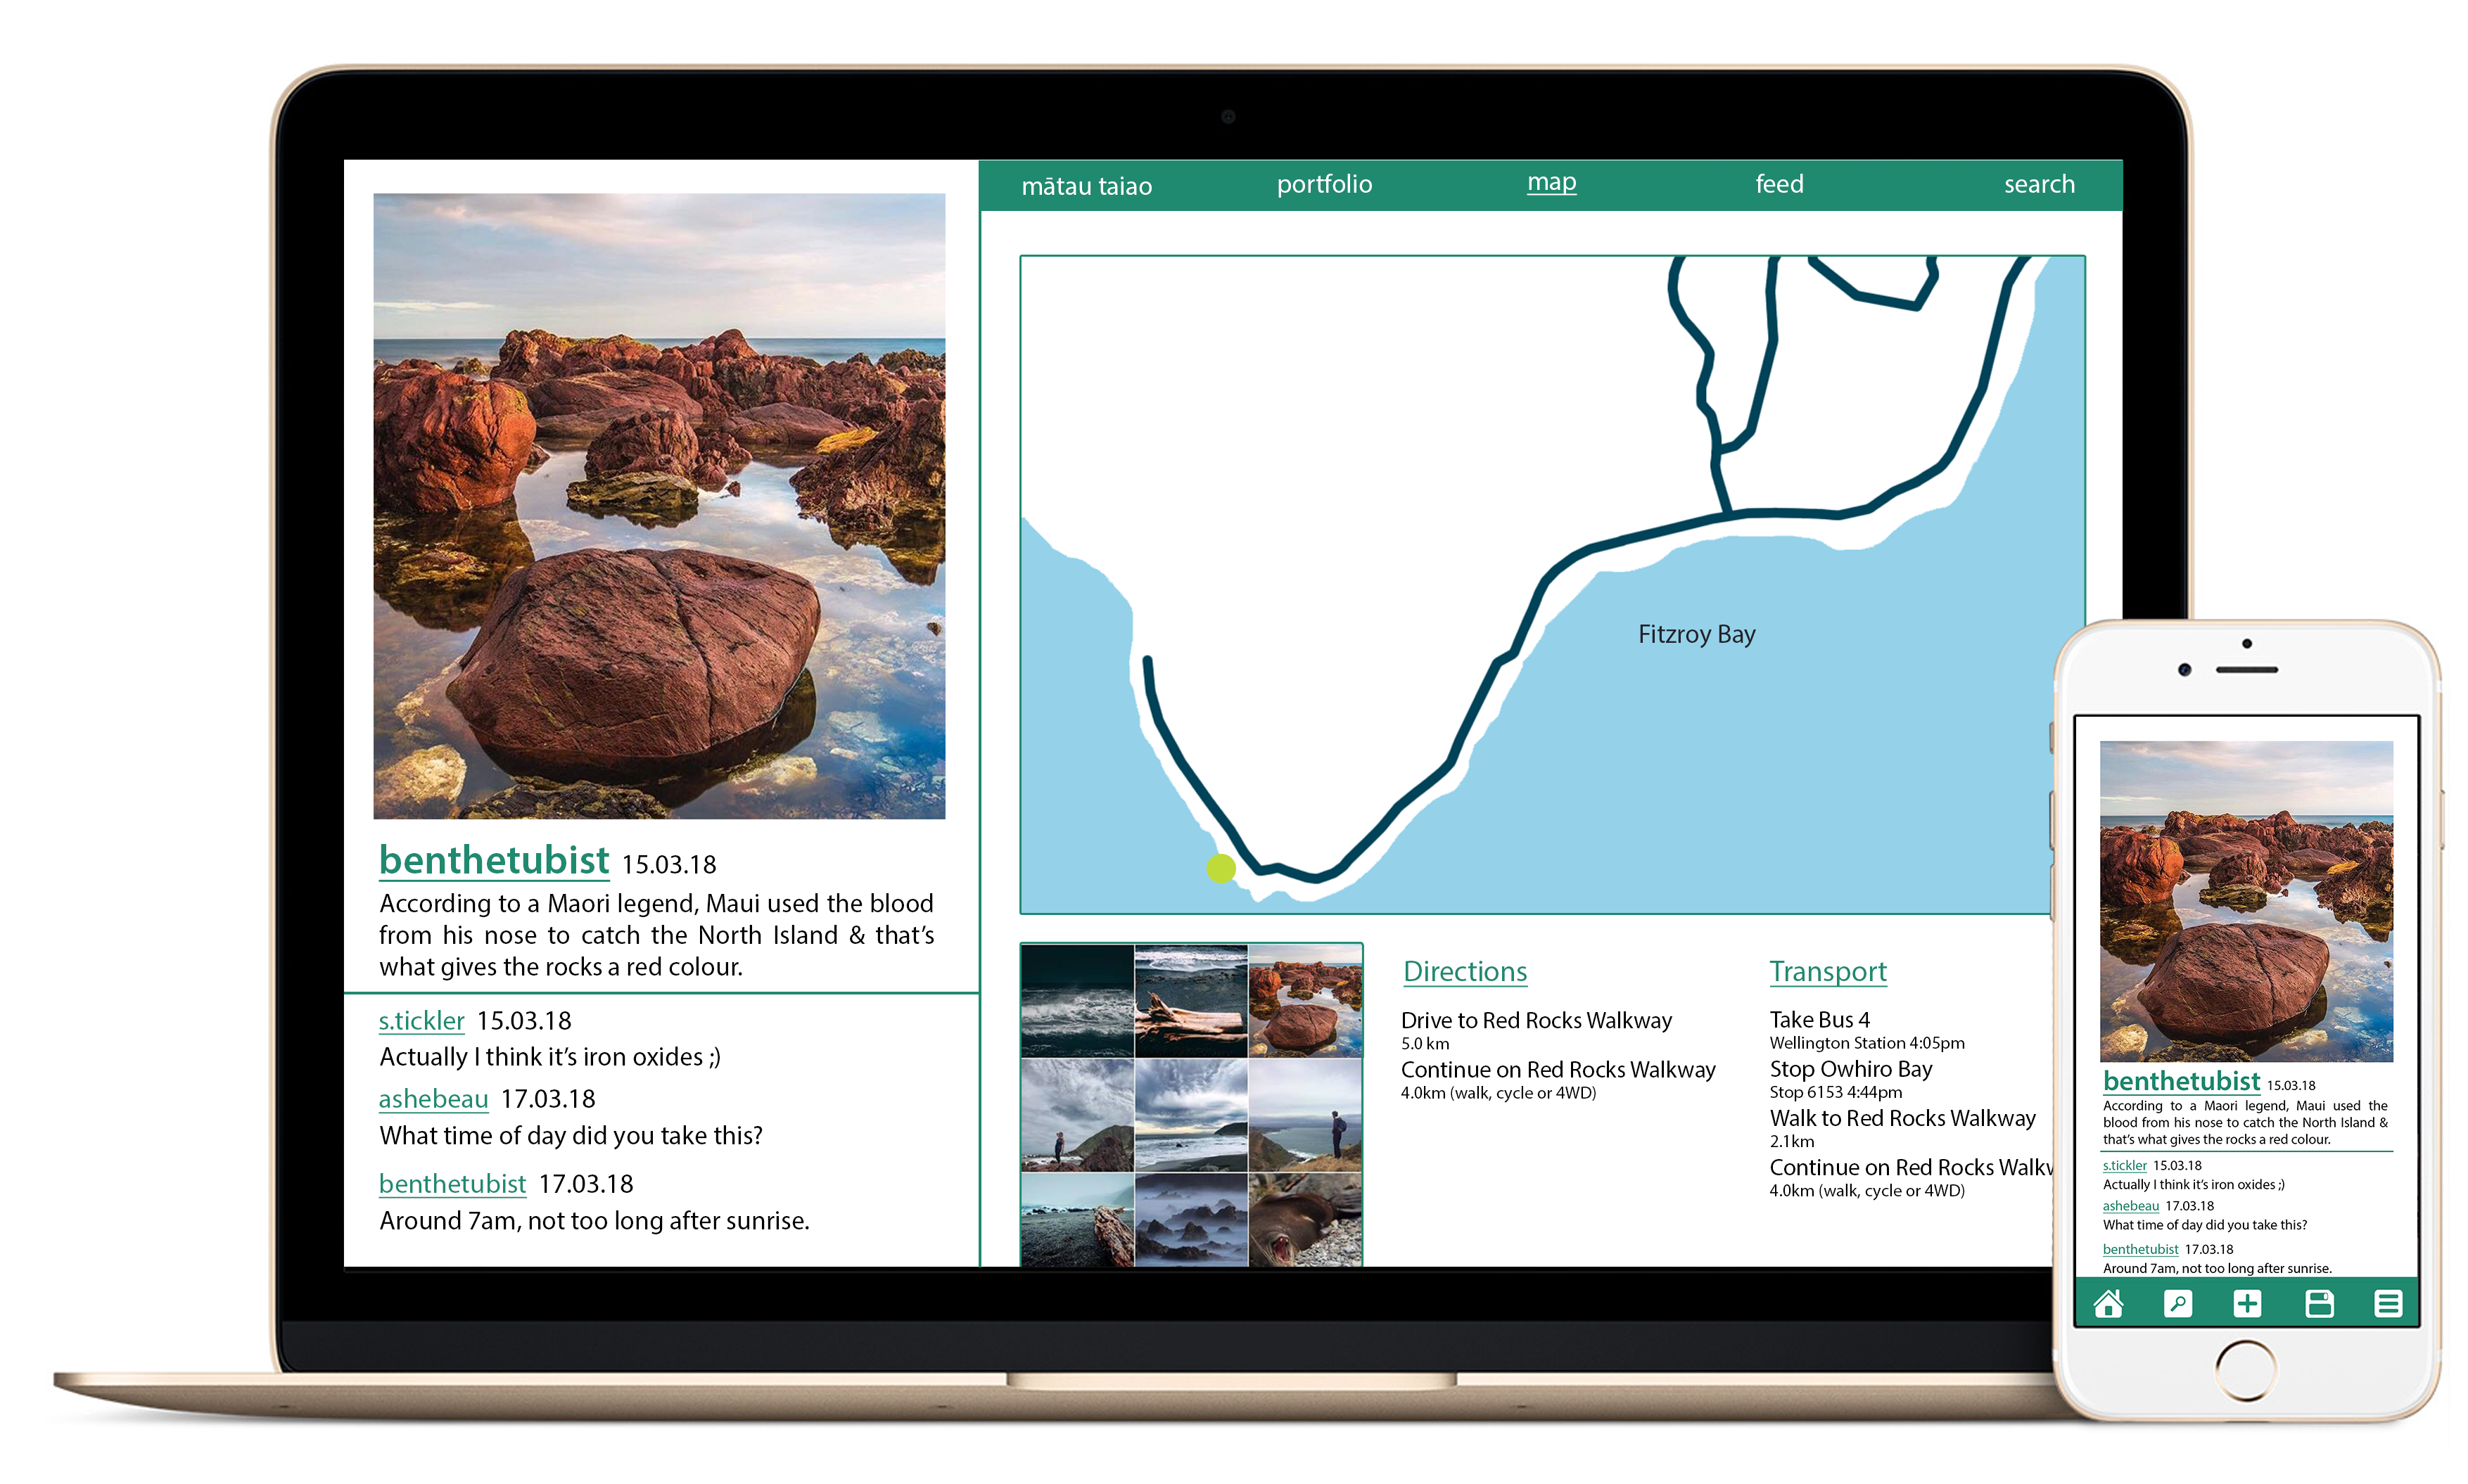 mātau taiao
portfolio
map
feed
search
benthetubist 15.03.18
According to a Maori legend, Maui used the blood
from his nose to catch the North Island & that’s
what gives the rocks a red colour.
s.tickler 15.03.18
Actually I think it’s iron oxides ;)
ashebeau 17.03.18
What time of day did you take this?
benthetubist 17.03.18
Around 7am, not too long after sunrise.
Fitzroy Bay
Directions
Drive to Red Rocks Walkway
5.0 km
Continue on Red Rocks Walkway
4.0km (walk, cycle or 4WD)
Transport
Take Bus 4
Wellington Station 4:05pm
Stop Owhiro Bay
Stop 6153 4:44pm
Walk to Red Rocks Walkway
2.1km
Continue on Red Rocks Walkw
4.0km (walk, cycle or 4WD)
benthetubist 15.03.18
According to a Maori legend, Maui used the
blood from his nose to catch the North Island &
that’s what gives the rocks a red colour.
s.tickler 15.03.18
Actually I think it’s iron oxides ;)
ashebeau 17.03.18
What time of day did you take this?
benthetubist 17.03.18
Around 7am, not too long after sunrise.